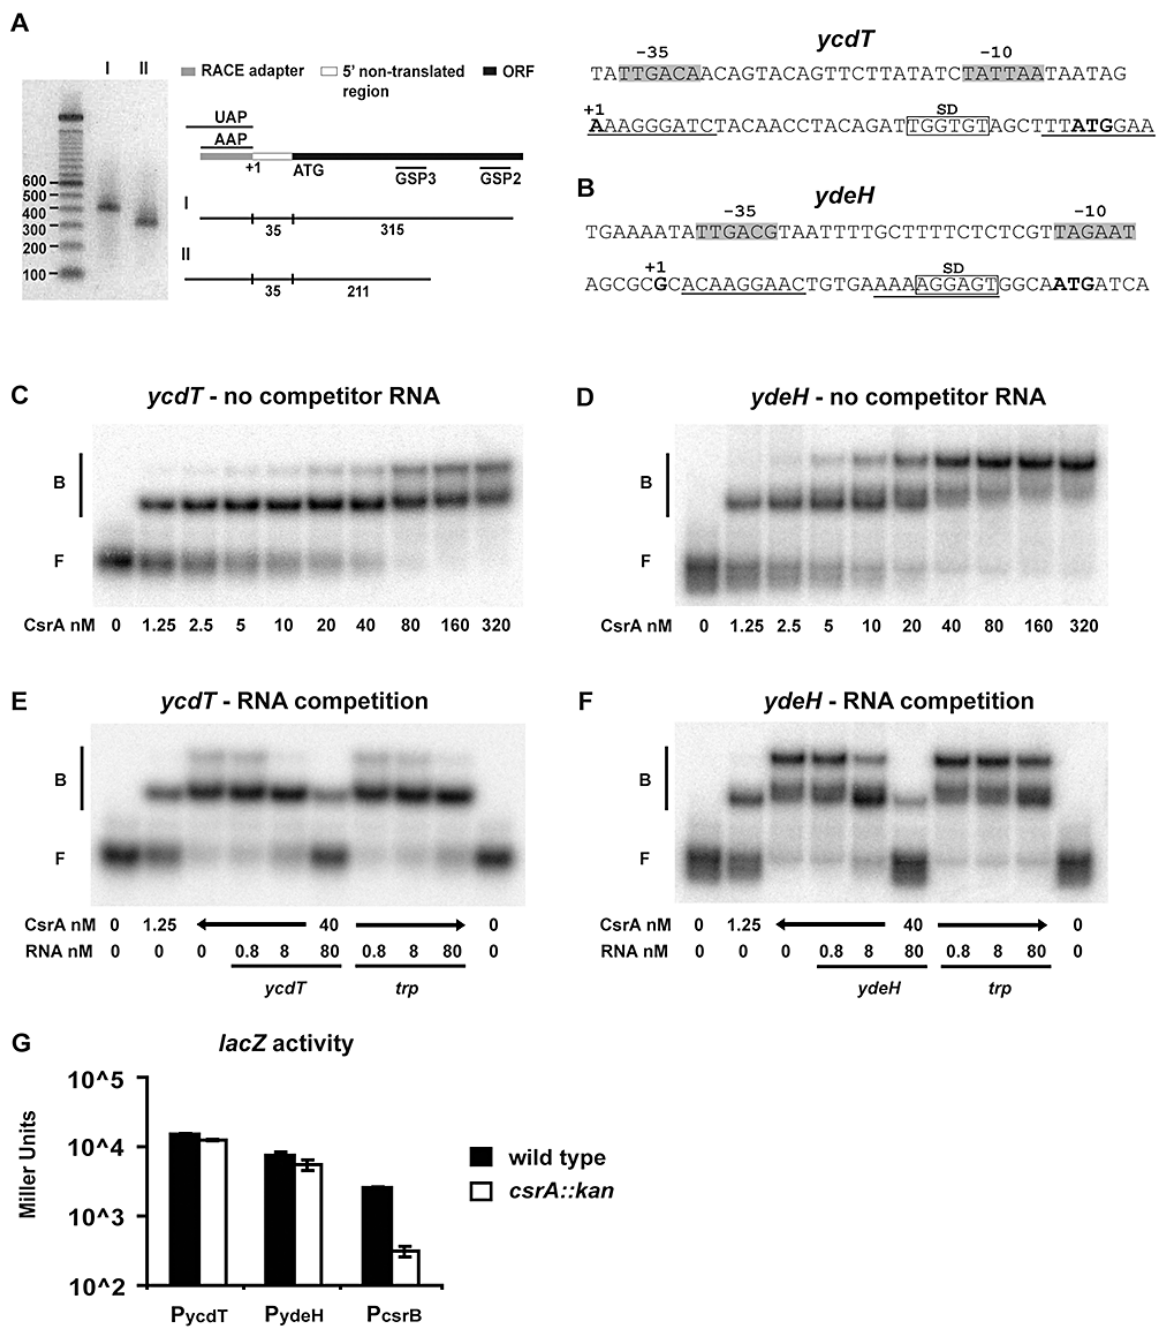 A
I II
RACE adapter 5' non-translated region ORF
UAP
AAP
+1 ATG GSP3 GSP2
600
500
400
300
200
100
I
35 315
II
35 211
ycdT
-35 -10
TATTGACAACAGTACAGTTCTTATATCTATTAATAATAG
+1 SD
AAAGGGATCTACAACCTACAGATTGGTGTAGCTTTATGGAA
B
ydeH
-35 -10
TGAAAATATTGACGTAATTTTGCTTTTCTCTCGTTAGAAT
+1 SD
AGCGCGCACAAGGAACTGTGAAAAAGGAGTGGCAATGATCA
C
ycdT - no competitor RNA
B
F
CsrA nM 0 1.25 2.5 5 10 20 40 80 160 320
D
ydeH - no competitor RNA
B
F
CsrA nM 0 1.25 2.5 5 10 20 40 80 160 320
E
ycdT - RNA competition
B
F
CsrA nM 0 1.25 40 0
RNA nM 0 0 0 0.8 8 80 0.8 8 80 0
ycdT trp
F
ydeH - RNA competition
B
F
CsrA nM 0 1.25 40 0
RNA nM 0 0 0 0.8 8 80 0.8 8 80 0
ydeH trp
G
lacZ activity
Miller Units
10^5
10^4
10^3
10^2
PycdT PydeH PcsrB
wild type
csrA::kan